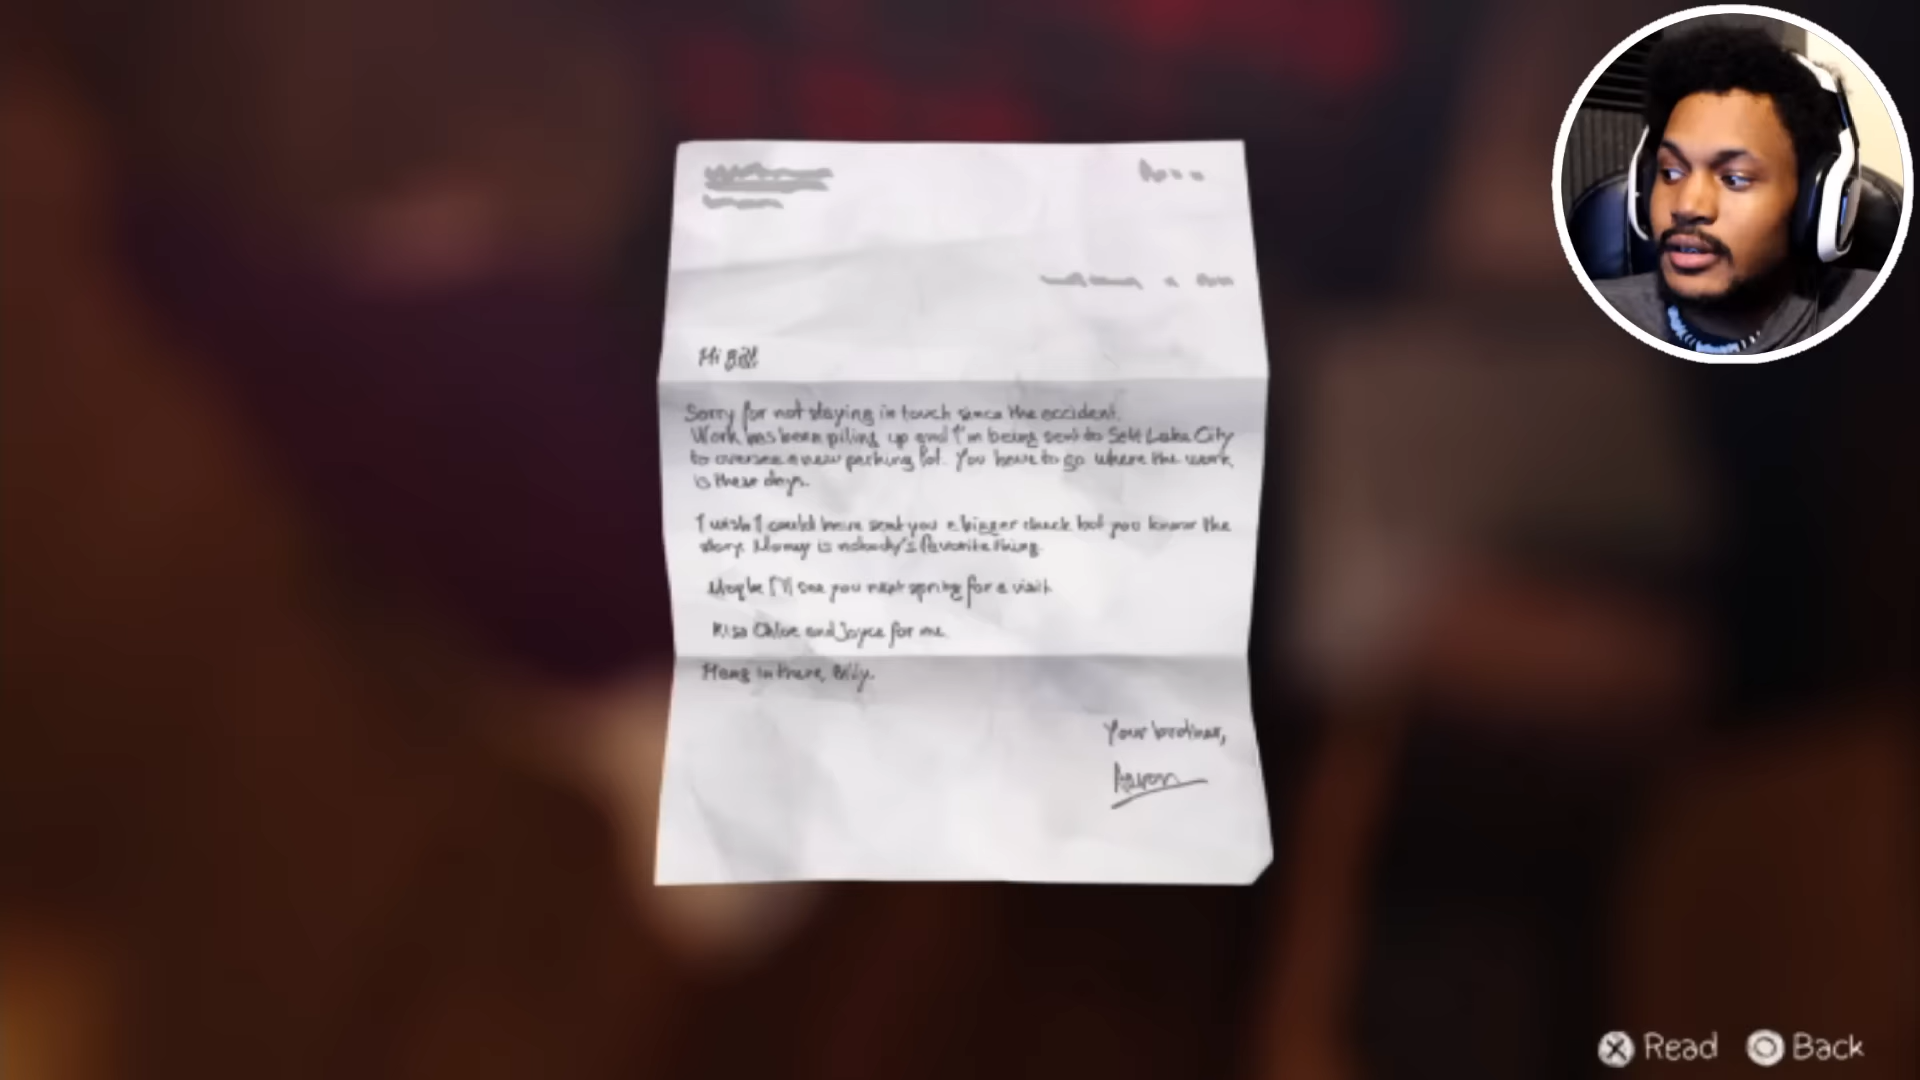 Hi Bill
Sorry for not staying in touch since the accident.
Work has been piling up and I'm being sent to Salt Lake City
to oversee a new parking lot. You have to go where the work
is these days.
I wish I could have sent you a bigger check but you know the
story. Money is nobody's favorite thing.
Maybe I'll see you next spring for a visit.
Kiss Chloe and Joyce for me.
Hang in there, Billy.
Your brother,
Aaron
Read Back